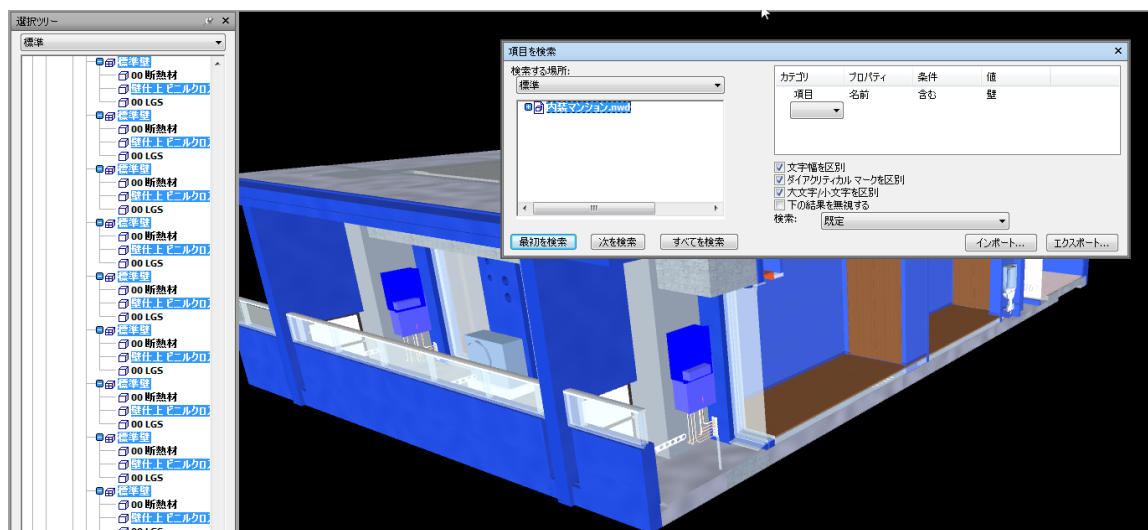 選択ツリー
標準
標準壁
00 断熱材
壁仕上 ビニルクロス
00 LGS
標準壁
00 断熱材
壁仕上 ビニルクロス
00 LGS
標準壁
00 断熱材
壁仕上 ビニルクロス
00 LGS
標準壁
00 断熱材
壁仕上 ビニルクロス
00 LGS
標準壁
00 断熱材
壁仕上 ビニルクロス
00 LGS
標準壁
00 断熱材
壁仕上 ビニルクロス
00 LGS
標準壁
00 断熱材
壁仕上 ビニルクロス
00 LGS
標準壁
00 断熱材
壁仕上 ビニルクロス
00 LGS
標準壁
00 断熱材
壁仕上 ビニルクロス
00 LGS
項目を検索
検索する場所:
標準
内装マンション.nwd
カテゴリ プロパティ 条件 値
項目 名前 含む 壁
文字幅を区別
ダイアクリティカル マークを区別
大文字/小文字を区別
下の結果を無視する
検索: 既定
最初を検索 次を検索 すべてを検索 インポート... エクスポート...